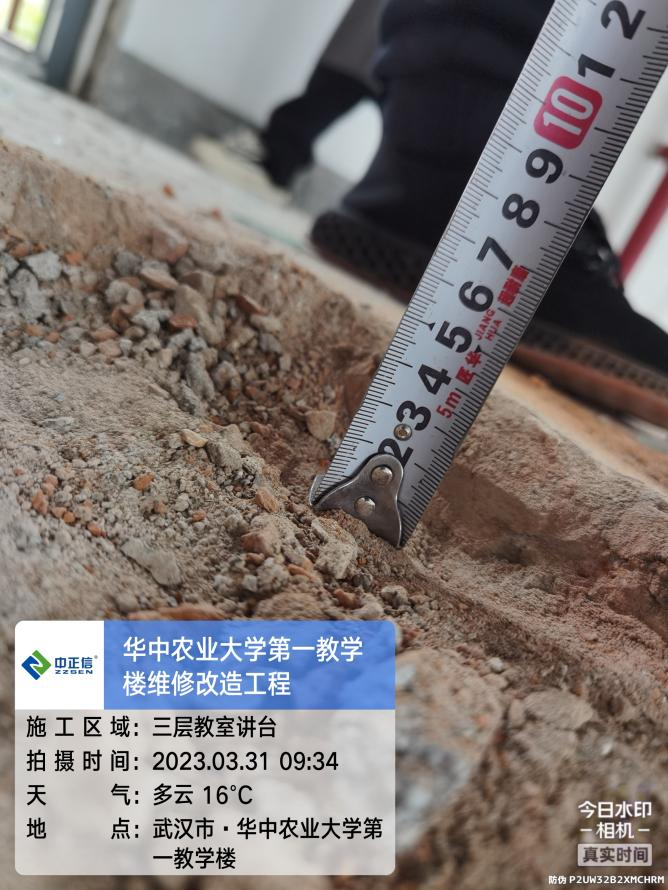 2
1
10
9
8
7
6
5
4
3
2
5m
JIANG
HUA
中正信
ZZSEN
华中农业大学第一教学
楼维修改造工程
施工区域：三层教室讲台
拍摄时间：2023.03.31 09:34
天气：多云 16℃
地点：武汉市·华中农业大学第
一教学楼
今日水印
相机
真实时间
防伪 P2UW32B2XMCHRM